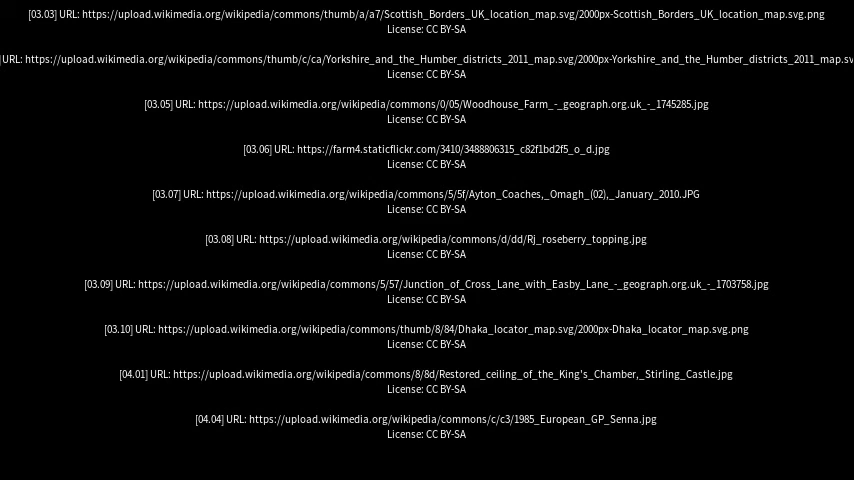 [03.03] URL: https://upload.wikimedia.org/wikipedia/commons/thumb/a/a7/Scottish_Borders_UK_location_map.svg/2000px-Scottish_Borders_UK_location_map.svg.png
License: CC BY-SA
URL: https://upload.wikimedia.org/wikipedia/commons/thumb/c/ca/Yorkshire_and_the_Humber_districts_2011_map.svg/2000px-Yorkshire_and_the_Humber_districts_2011_map.sv
License: CC BY-SA
[03.05] URL: https://upload.wikimedia.org/wikipedia/commons/0/05/Woodhouse_Farm_-_geograph.org.uk_-_1745285.jpg
License: CC BY-SA
[03.06] URL: https://farm4.staticflickr.com/3410/3488806315_c82f1bd2f5_o_d.jpg
License: CC BY-SA
[03.07] URL: https://upload.wikimedia.org/wikipedia/commons/5/5f/Ayton_Coaches,_Omagh_(02),_January_2010.JPG
License: CC BY-SA
[03.08] URL: https://upload.wikimedia.org/wikipedia/commons/d/dd/Rj_roseberry_topping.jpg
License: CC BY-SA
[03.09] URL: https://upload.wikimedia.org/wikipedia/commons/5/57/Junction_of_Cross_Lane_with_Easby_Lane_-_geograph.org.uk_-_1703758.jpg
License: CC BY-SA
[03.10] URL: https://upload.wikimedia.org/wikipedia/commons/thumb/8/84/Dhaka_locator_map.svg/2000px-Dhaka_locator_map.svg.png
License: CC BY-SA
[04.01] URL: https://upload.wikimedia.org/wikipedia/commons/8/8d/Restored_ceiling_of_the_King's_Chamber,_Stirling_Castle.jpg
License: CC BY-SA
[04.04] URL: https://upload.wikimedia.org/wikipedia/commons/c/c3/1985_European_GP_Senna.jpg
License: CC BY-SA